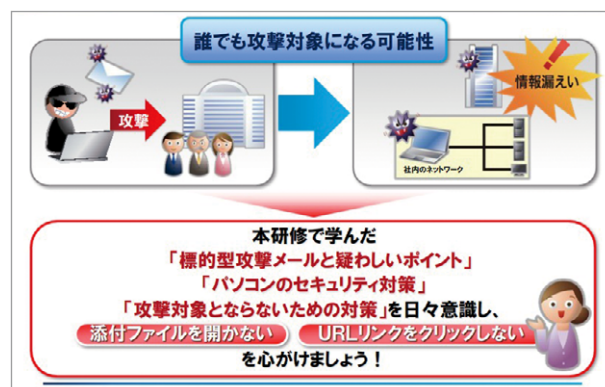 誰でも攻撃対象になる可能性
攻撃
情報漏えい
社内のネットワーク
本研修で学んだ
「標的型攻撃メールと疑わしいポイント」
「パソコンのセキュリティ対策」
「攻撃対象とならないための対策」を日々意識し、
添付ファイルを開かない URLリンクをクリックしない
を心がけましょう！